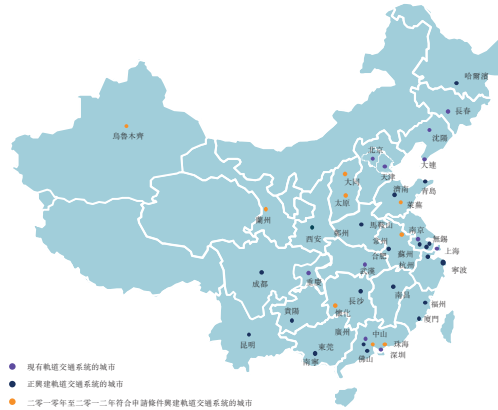 哈爾濱
長春
烏魯木齊
瀋陽
北京
大連
天津
大同
濟南
青島
太原
萊蕪
蘭州
馬鞍山
南京
無錫
西安
鄭州
常州
蘇州
上海
合肥
杭州
武漢
寧波
成都
重慶
長沙
南昌
福州
貴陽
懷化
廈門
廣州
中山
昆明
東莞
珠海
南寧
佛山
深圳
現有軌道交通系統的城市
正興建軌道交通系統的城市
二零一零年至二零一二年符合申請條件興建軌道交通系統的城市